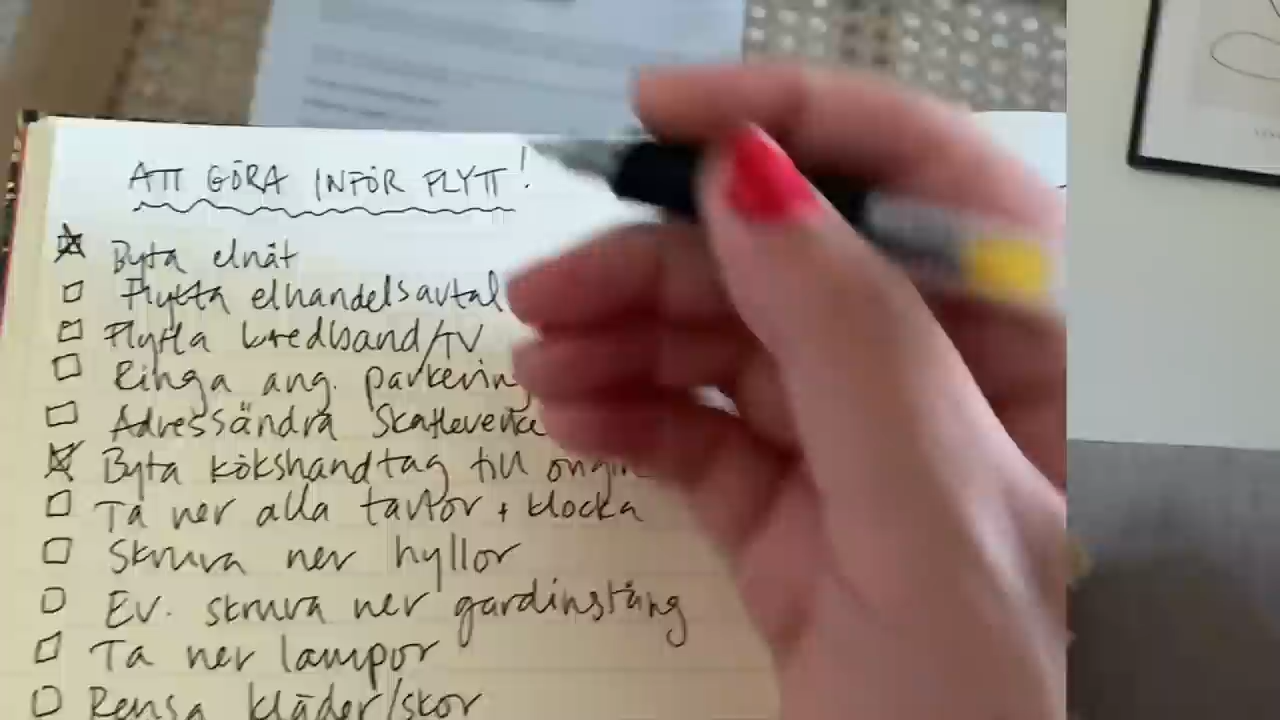 ATT GÖRA INFÖR FLYTT!
Byta elnät
Flytta elhandelsavtal
Flytta bredband/TV
Ringa ang. parkering
Adressändra
Byta kökshandtag till
Ta ner alla tavlor + klocka
Skruva ner hyllor
Ev. skruva ner gardinstång
Ta ner lampor
Rensa kläder/skor